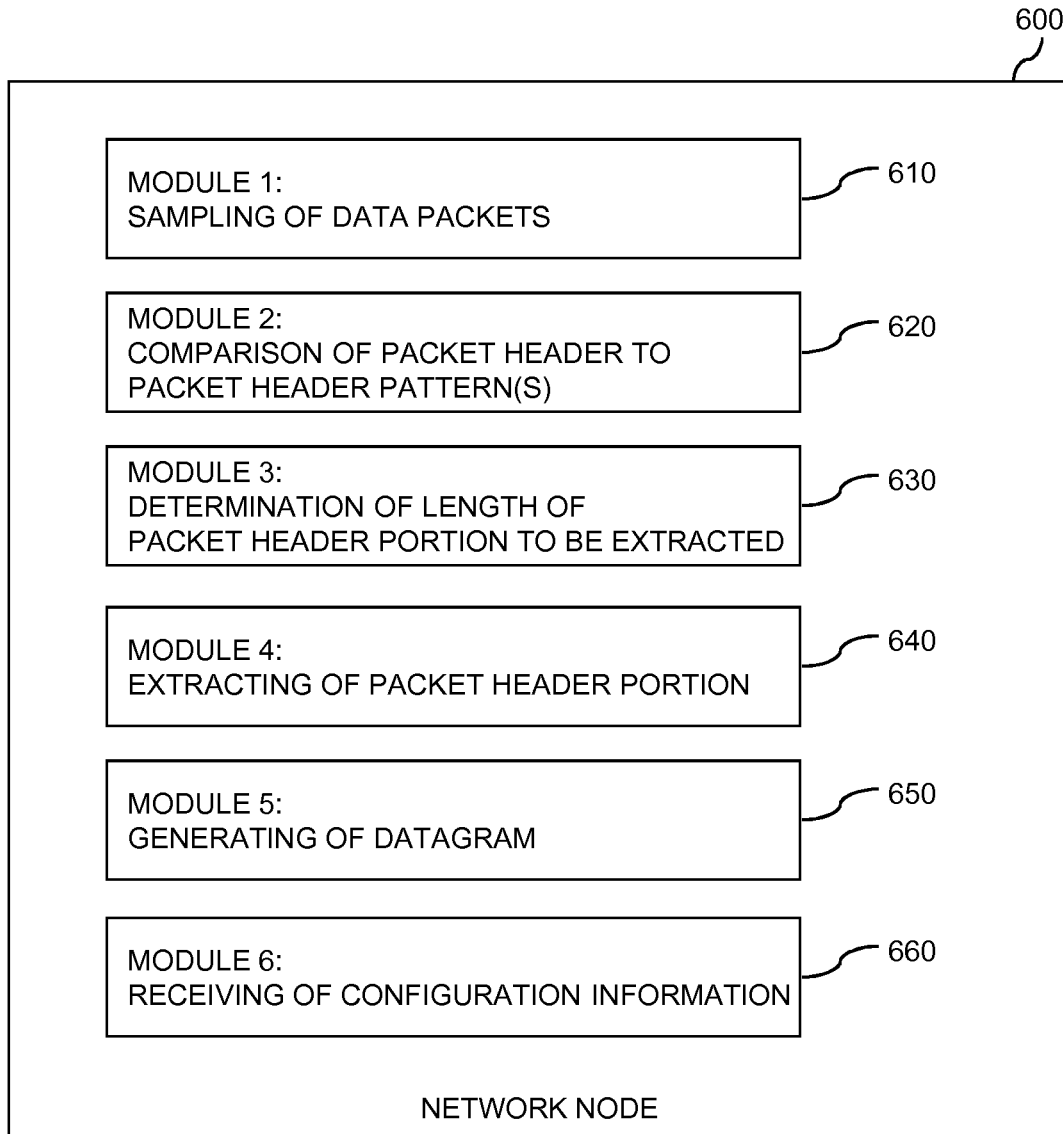 600
MODULE 1:
SAMPLING OF DATA PACKETS
610
MODULE 2:
COMPARISON OF PACKET HEADER TO
PACKET HEADER PATTERN(S)
620
MODULE 3:
DETERMINATION OF LENGTH OF
PACKET HEADER PORTION TO BE EXTRACTED
630
MODULE 4:
EXTRACTING OF PACKET HEADER PORTION
640
MODULE 5:
GENERATING OF DATAGRAM
650
MODULE 6:
RECEIVING OF CONFIGURATION INFORMATION
660
NETWORK NODE